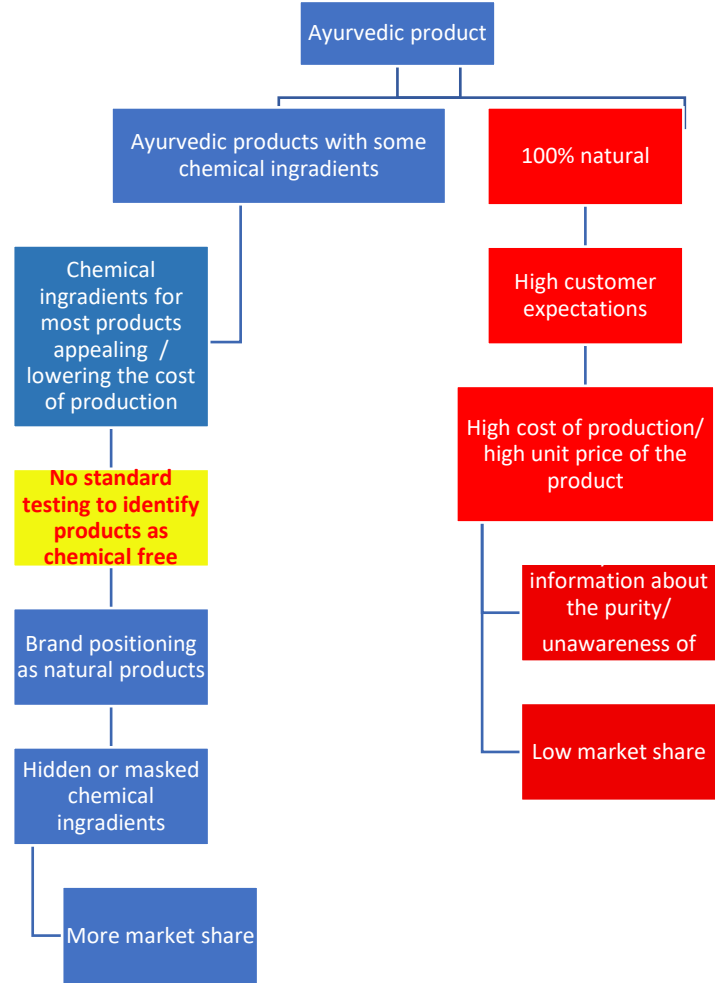 Ayurvedic product
Ayurvedic products with some
chemical ingredients
100% natural
Chemical
ingredients for
most products
appealing /
lowering the cost
of production
High customer
expectations
High cost of production/
high unit price of the
product
No standard
testing to identify
products as
chemical free
information about
the purity/
unawareness of
Brand positioning
as natural products
Low market share
Hidden or masked
chemical
ingredients
More market share